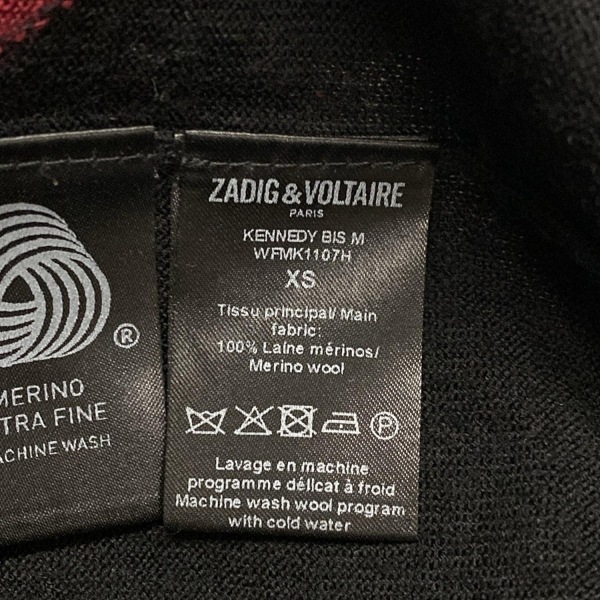 ZADIG & VOLTAIRE
PARIS
KENNEDY BIS M
WFMK1107H
XS
Tissu principal/ Main
fabric:
100% Laine mérinos/
Merino wool
P
Lavage en machine
programme délicat à froid
Machine wash wool program
with cold water
®
MERINO
TRA FINE
ACHINE WASH